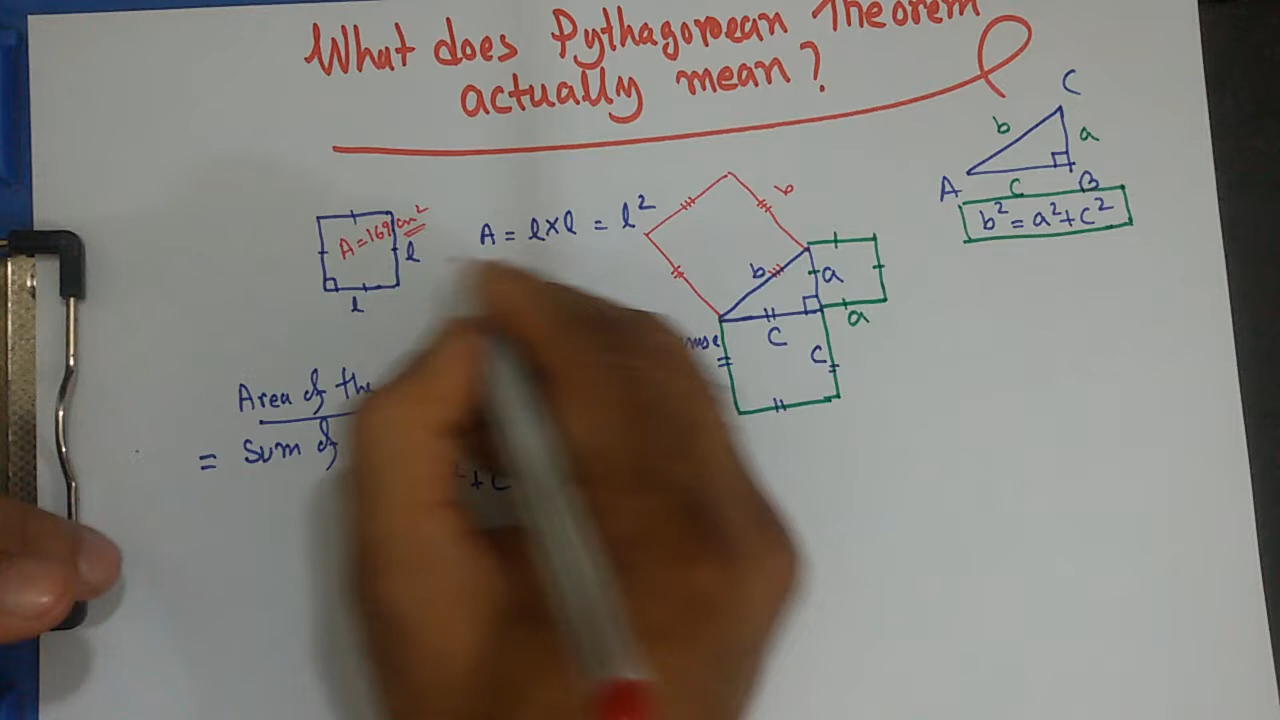 What does Pythagorean Theorem
actually mean?
C
b
a
A
c
B
b² = a² + c²
A = 169 cm²
l
l
A = l × l = l²
b
b
a
a
c
c
Area of the
= Sum of
+ c